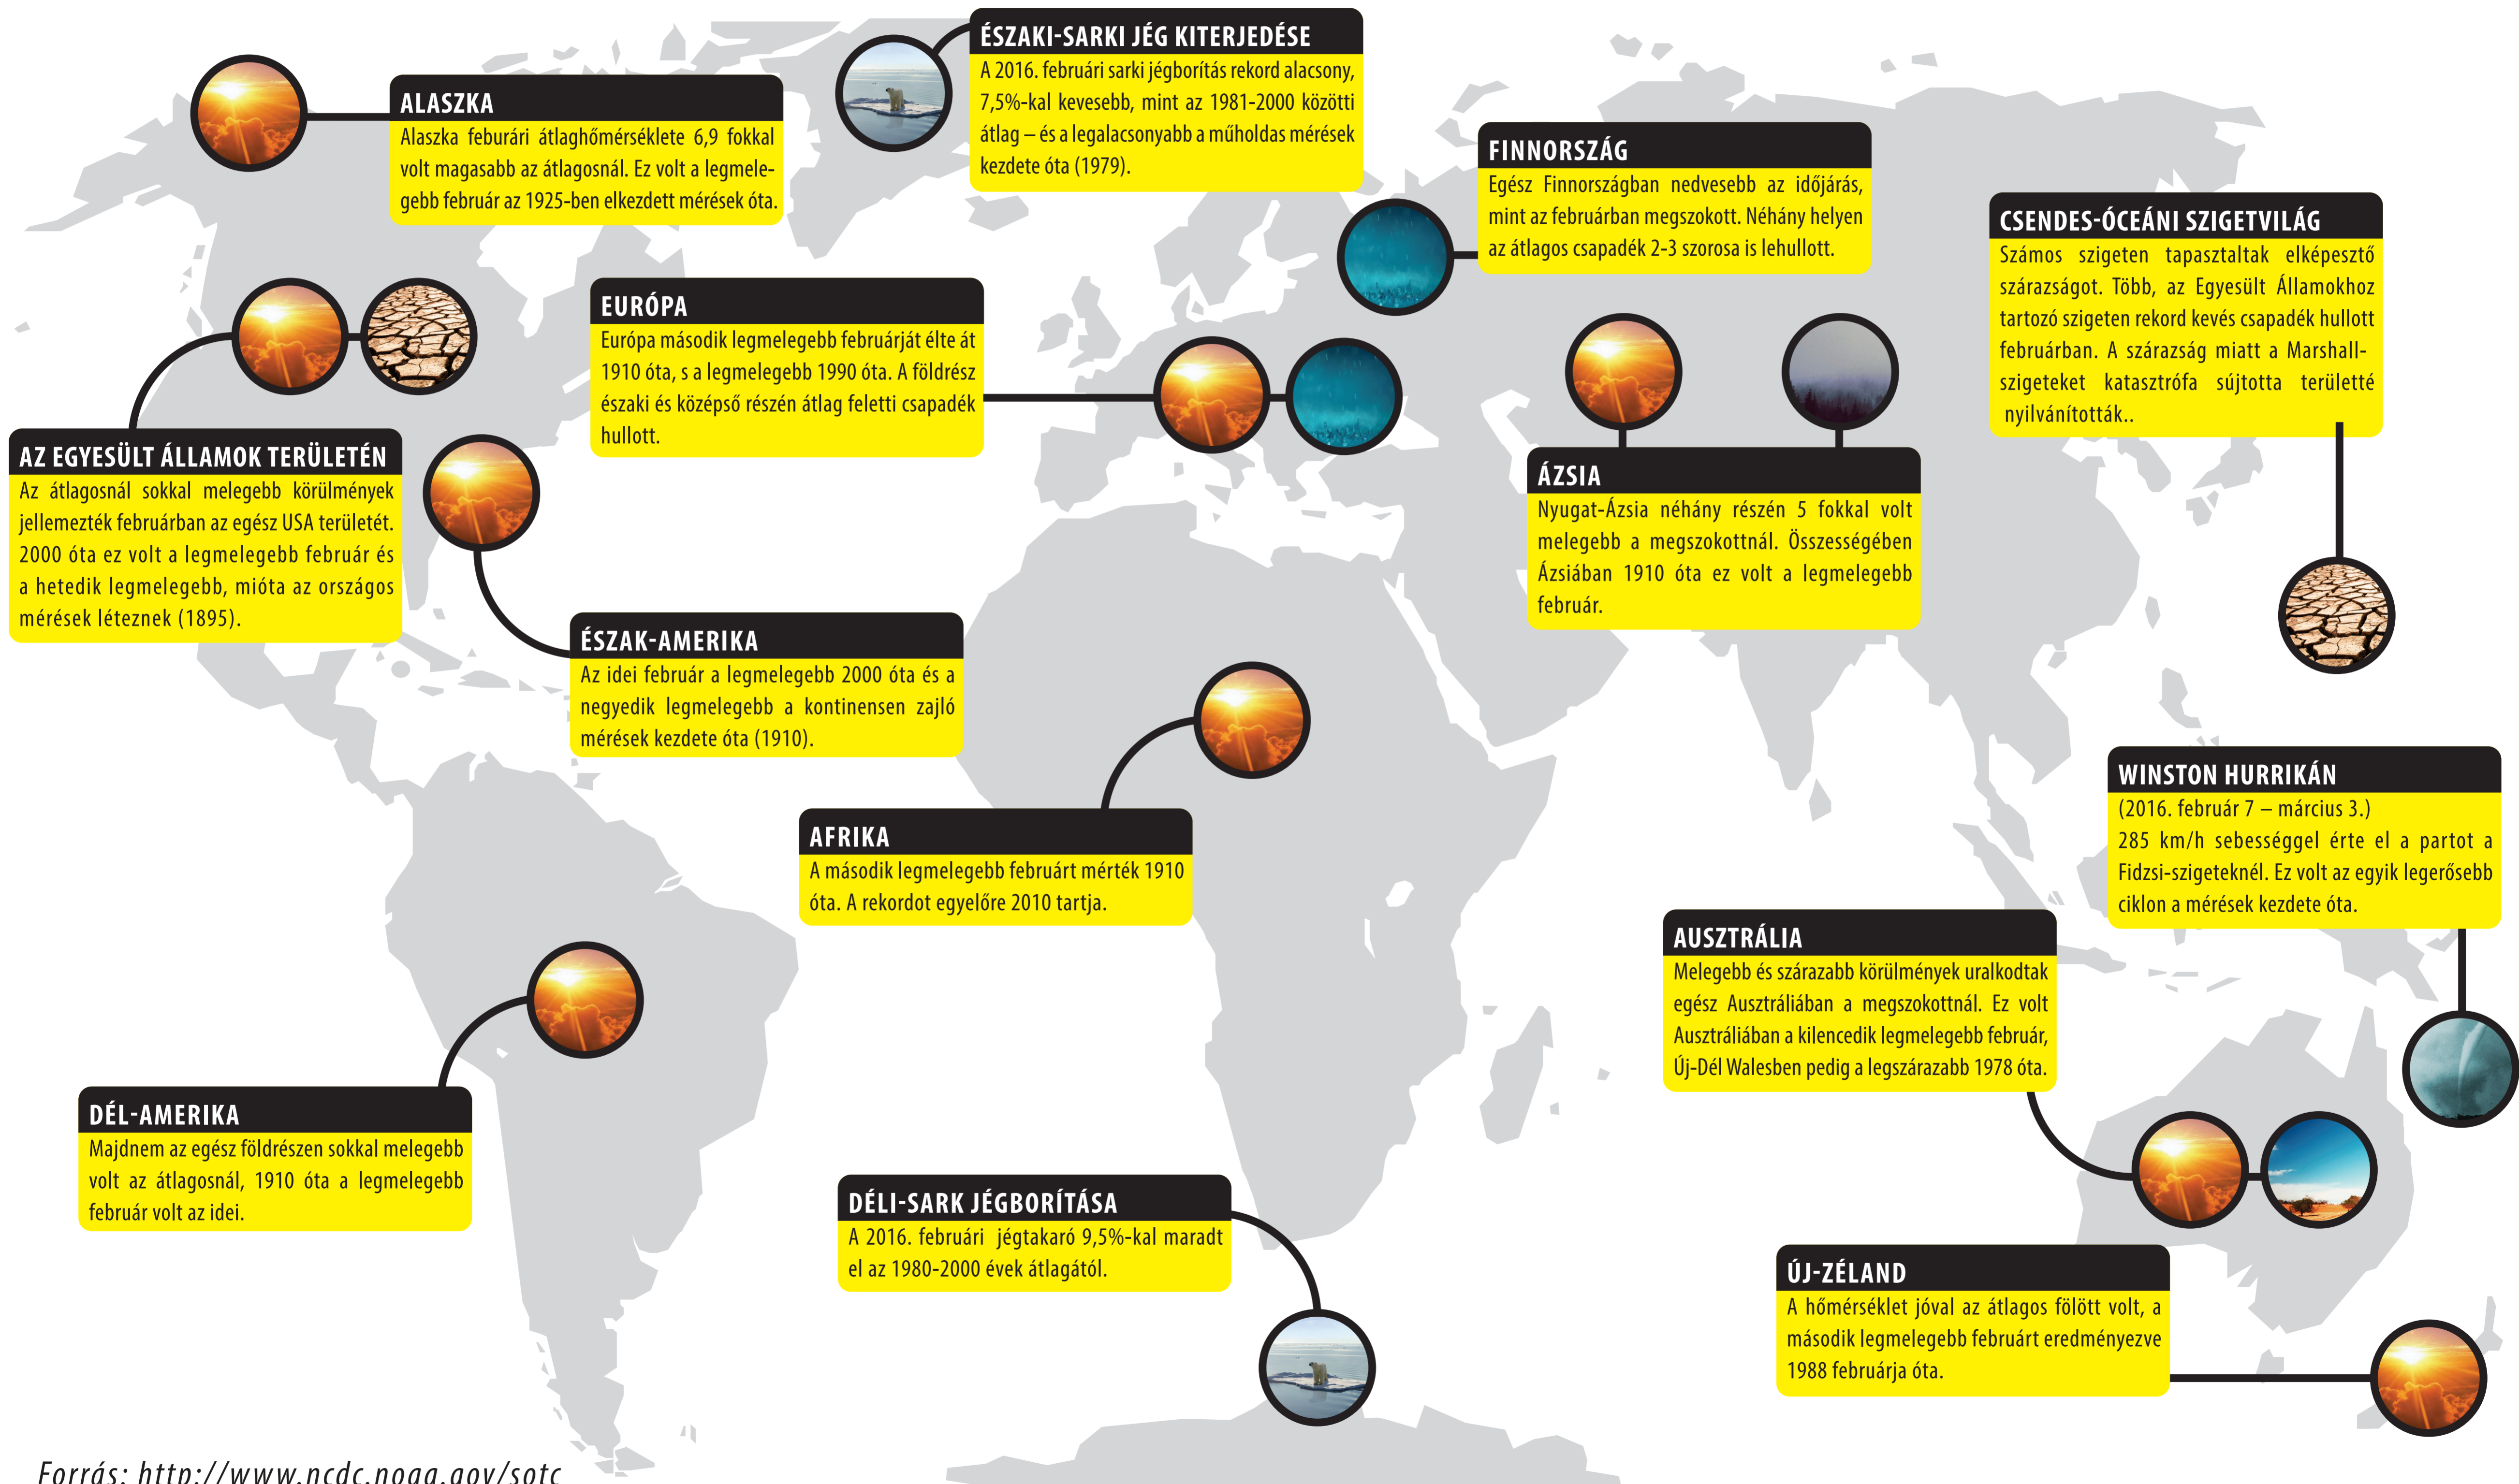 ÉSZAKI-SARKI JÉG KITERJEDÉSE
A 2016. februári sarki jégborítás rekord alacsony,
7,5%-kal kevesebb, mint az 1981-2000 közötti
átlag – és a legalacsonyabb a műholdas mérések
kezdete óta (1979).
ALASZKA
Alaszka feburári átlaghőmérséklete 6,9 fokkal
volt magasabb az átlagosnál. Ez volt a legmele-
gebb február az 1925-ben elkezdett mérések óta.
FINNORSZÁG
Egész Finnországban nedvesebb az időjárás,
mint az februárban megszokott. Néhány helyen
az átlagos csapadék 2-3 szorosa is lehullott.
CSENDES-ÓCEÁNI SZIGETVILÁG
Számos szigeten tapasztaltak elképesztő
szárazságot. Több, az Egyesült Államokhoz
tartozó szigeten rekord kevés csapadék hullott
februárban. A szárazság miatt a Marshall-
szigeteket katasztrófa sújtotta területté
nyilvánították..
EURÓPA
Európa második legmelegebb februárját élte át
1910 óta, s a legmelegebb 1990 óta. A földrész
északi és középső részén átlag feletti csapadék
hullott.
AZ EGYESÜLT ÁLLAMOK TERÜLETÉN
Az átlagosnál sokkal melegebb körülmények
jellemezték februárban az egész USA területét.
2000 óta ez volt a legmelegebb február és
a hetedik legmelegebb, mióta az országos
mérések léteznek (1895).
ÁZSIA
Nyugat-Ázsia néhány részén 5 fokkal volt
melegebb a megszokottnál. Összességében
Ázsiában 1910 óta ez volt a legmelegebb
február.
ÉSZAK-AMERIKA
Az idei február a legmelegebb 2000 óta és a
negyedik legmelegebb a kontinensen zajló
mérések kezdete óta (1910).
WINSTON HURRIKÁN
(2016. február 7 – március 3.)
285 km/h sebességgel érte el a partot a
Fidzsi-szigeteknél. Ez volt az egyik legerősebb
ciklon a mérések kezdete óta.
AFRIKA
A második legmelegebb februárt mérték 1910
óta. A rekordot egyelőre 2010 tartja.
AUSZTRÁLIA
Melegebb és szárazabb körülmények uralkodtak
egész Ausztráliában a megszokottnál. Ez volt
Ausztráliában a kilencedik legmelegebb február,
Új-Dél Walesben pedig a legszárazabb 1978 óta.
DÉL-AMERIKA
Majdnem az egész földrészen sokkal melegebb
volt az átlagosnál, 1910 óta a legmelegebb
február volt az idei.
DÉLI-SARK JÉGBORÍTÁSA
A 2016. februári jégtakaró 9,5%-kal maradt
el az 1980-2000 évek átlagától.
ÚJ-ZÉLAND
A hőmérséklet jóval az átlagos fölött volt, a
második legmelegebb februárt eredményezve
1988 februárja óta.
Forrás: http://www.ncdc.noaa.gov/sotc